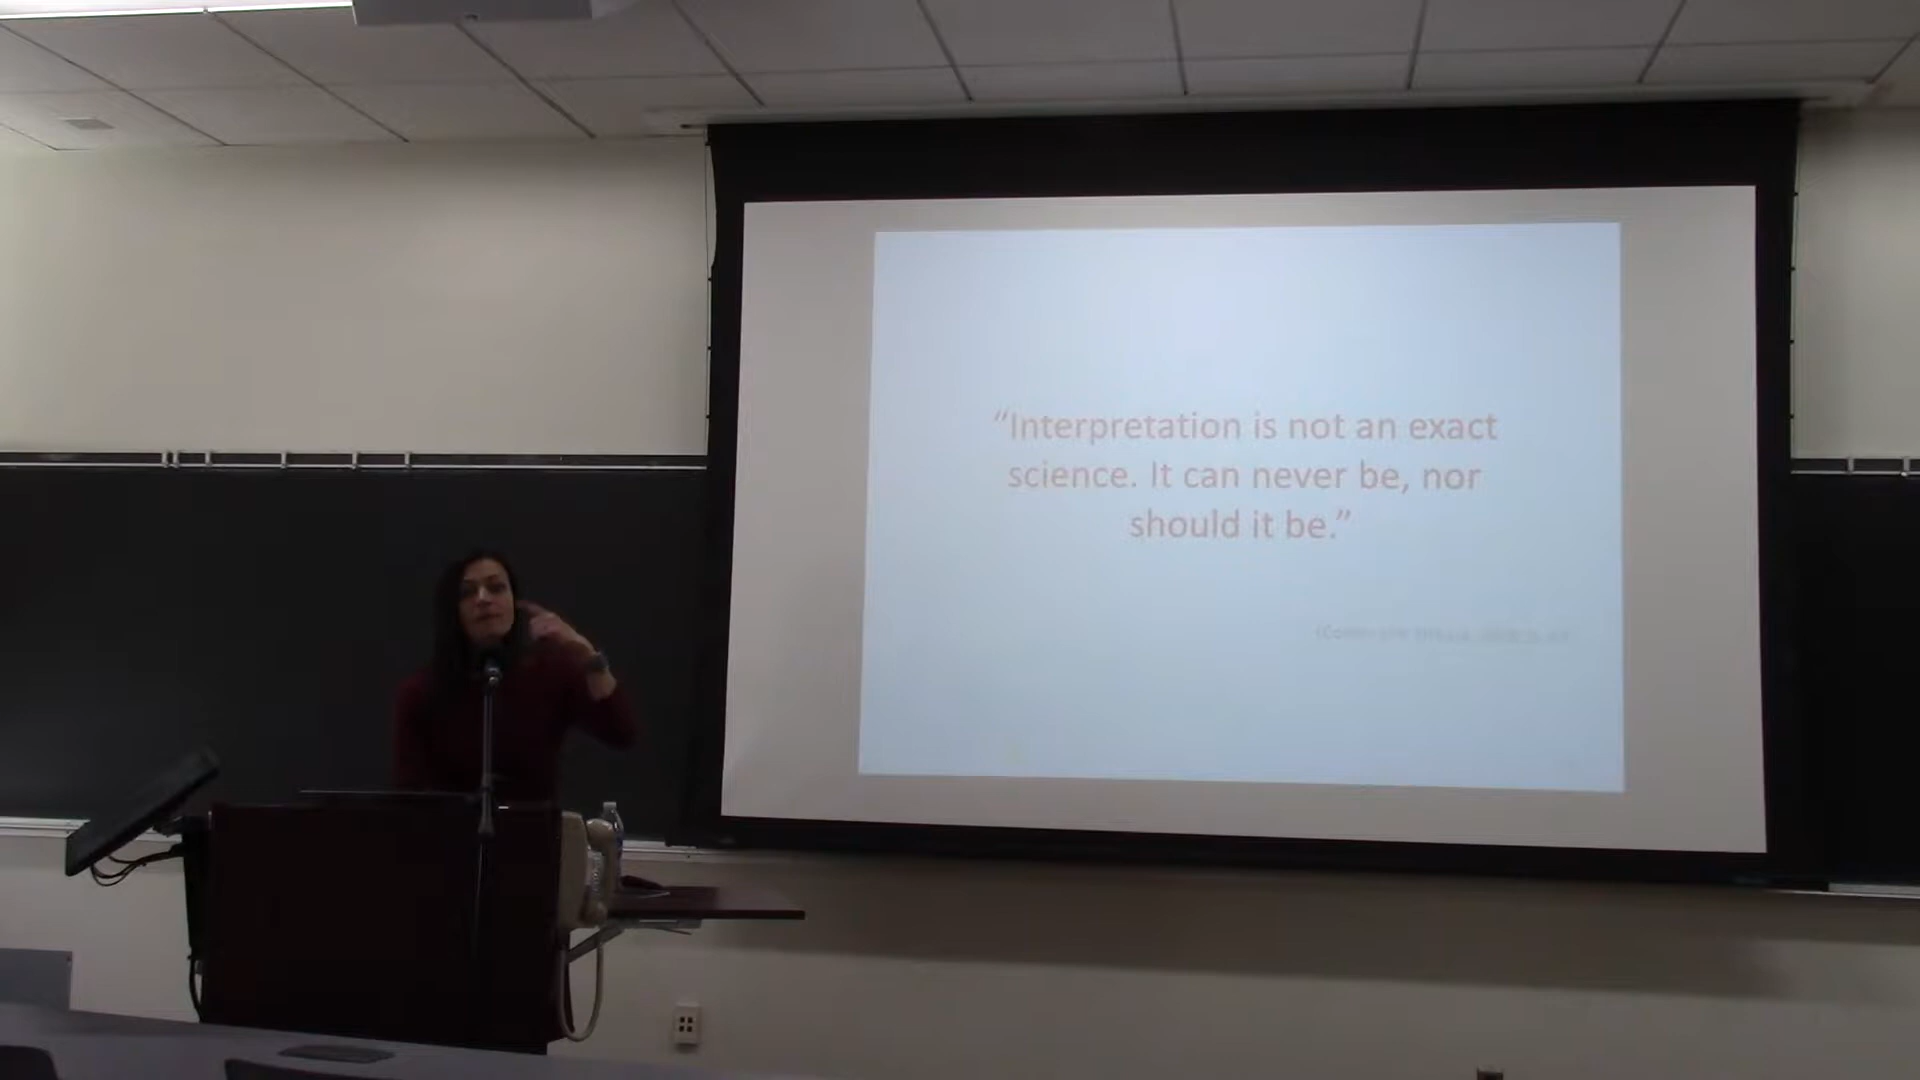 “Interpretation is not an exact
science. It can never be, nor
should it be.”